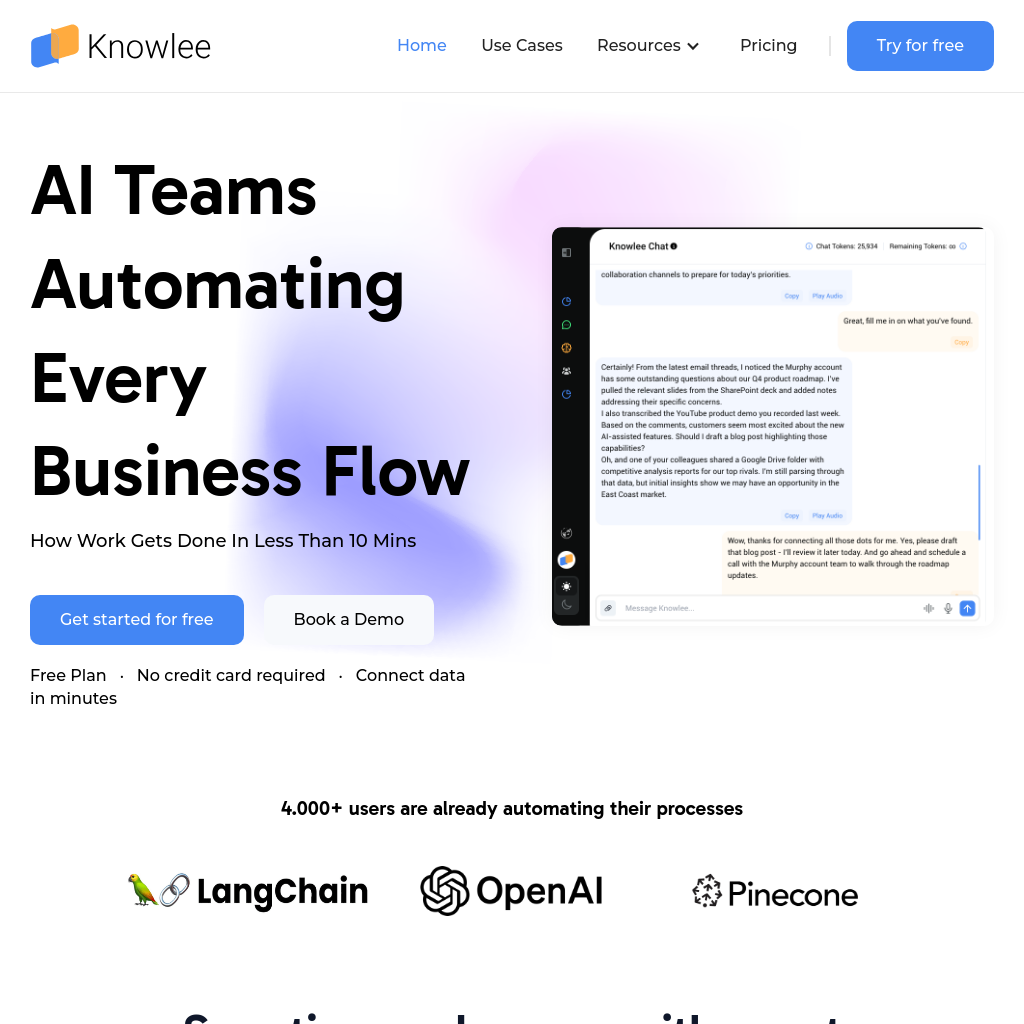 Knowlee
Home
Use Cases
Resources
Pricing
Try for free
AI Teams
Automating
Every
Business Flow
How Work Gets Done In Less Than 10 Mins
Get started for free
Book a Demo
Free Plan · No credit card required · Connect data
in minutes
Knowlee Chat
Chat Tokens: 25,934
Remaining Tokens: ∞
collaboration channels to prepare for today's priorities.
Copy
Play Audio
Great, fill me in on what you've found.
Copy
Certainly! From the latest email threads, I noticed the Murphy account
has some outstanding questions about our Q4 product roadmap. I've
pulled the relevant slides from the SharePoint deck and added notes
addressing their specific concerns.
I also transcribed the YouTube product demo you recorded last week.
Based on the comments, customers seem most excited about the new
AI-assisted features. Should I draft a blog post highlighting those
capabilities?
Oh, and one of your colleagues shared a Google Drive folder with
competitive analysis reports for our top rivals. I'm still parsing through
that data, but initial insights show we may have an opportunity in the
East Coast market.
Copy
Play Audio
Wow, thanks for connecting all those dots for me. Yes, please draft
that blog post - I'll review it later today. And go ahead and schedule a
call with the Murphy account team to walk through the roadmap
updates.
Message Knowlee...
4.000+ users are already automating their processes
LangChain
OpenAI
Pinecone